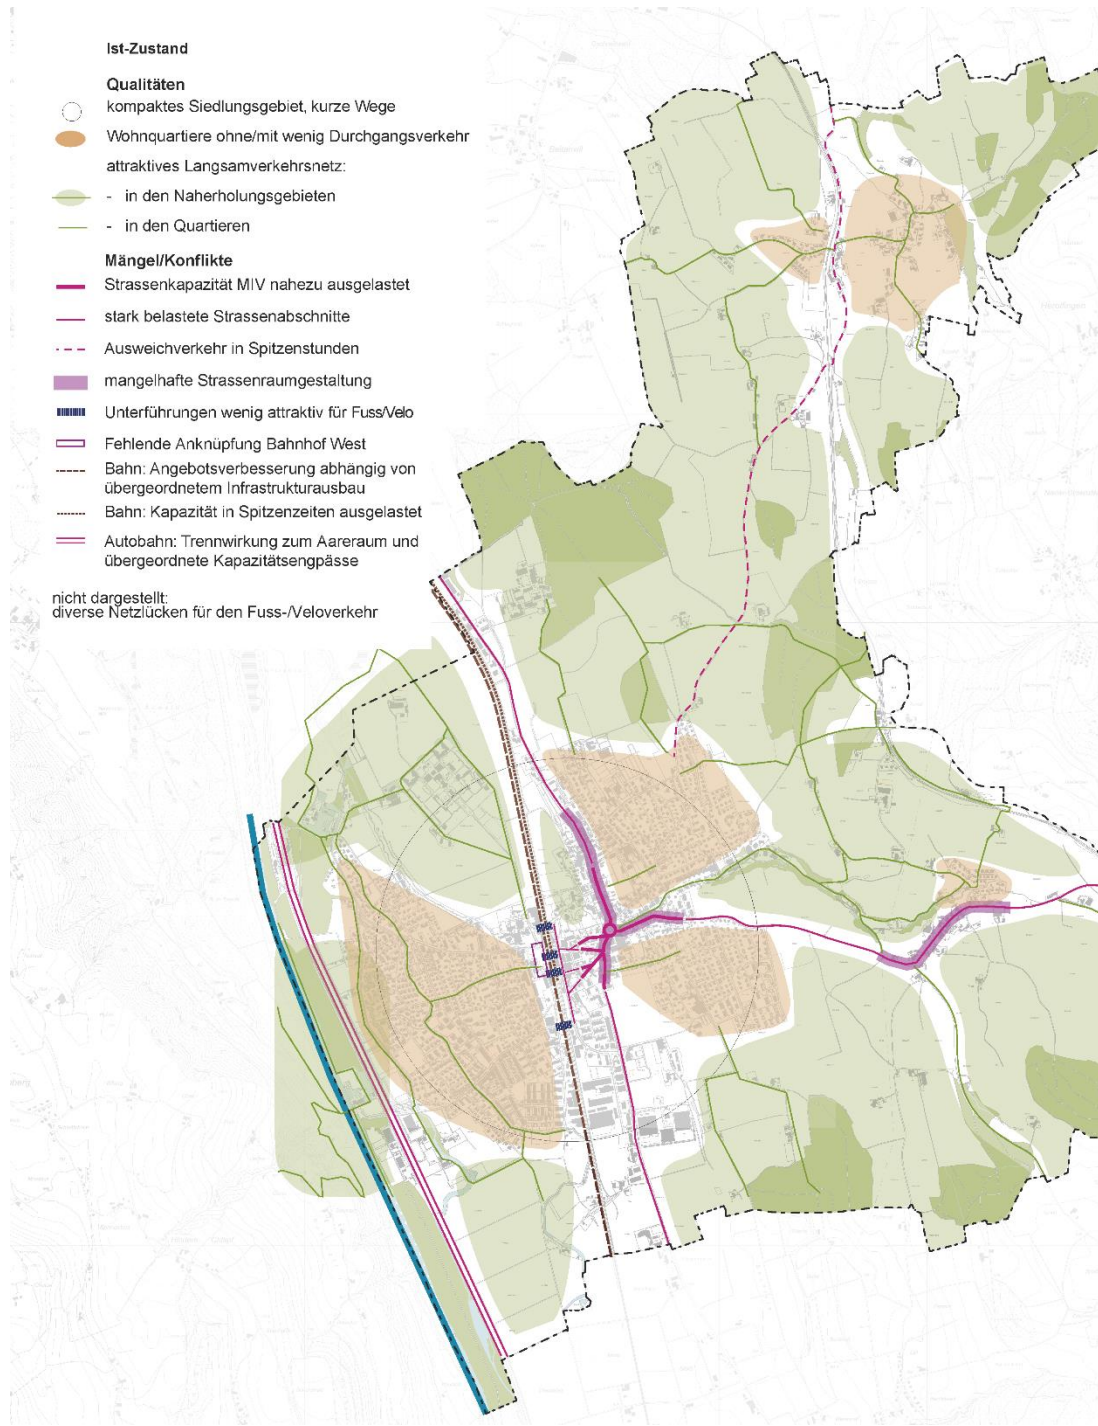 Ist-Zustand
Qualitäten
kompaktes Siedlungsgebiet, kurze Wege
Wohnquartiere ohne/mit wenig Durchgangsverkehr
attraktives Langsamverkehrsnetz:
- in den Naherholungsgebieten
- in den Quartieren
Mängel/Konflikte
Strassenkapazität MIV nahezu ausgelastet
stark belastete Strassenabschnitte
Ausweichverkehr in Spitzenstunden
mangelhafte Strassenraumgestaltung
Unterführungen wenig attraktiv für Fuss/Velo
Fehlende Anknüpfung Bahnhof West
Bahn: Angebotsverbesserung abhängig von
übergeordnetem Infrastrukturausbau
Bahn: Kapazität in Spitzenzeiten ausgelastet
Autobahn: Trennwirkung zum Aareraum und
übergeordnete Kapazitätsengpässe
nicht dargestellt:
diverse Netzlücken für den Fuss-/Veloverkehr